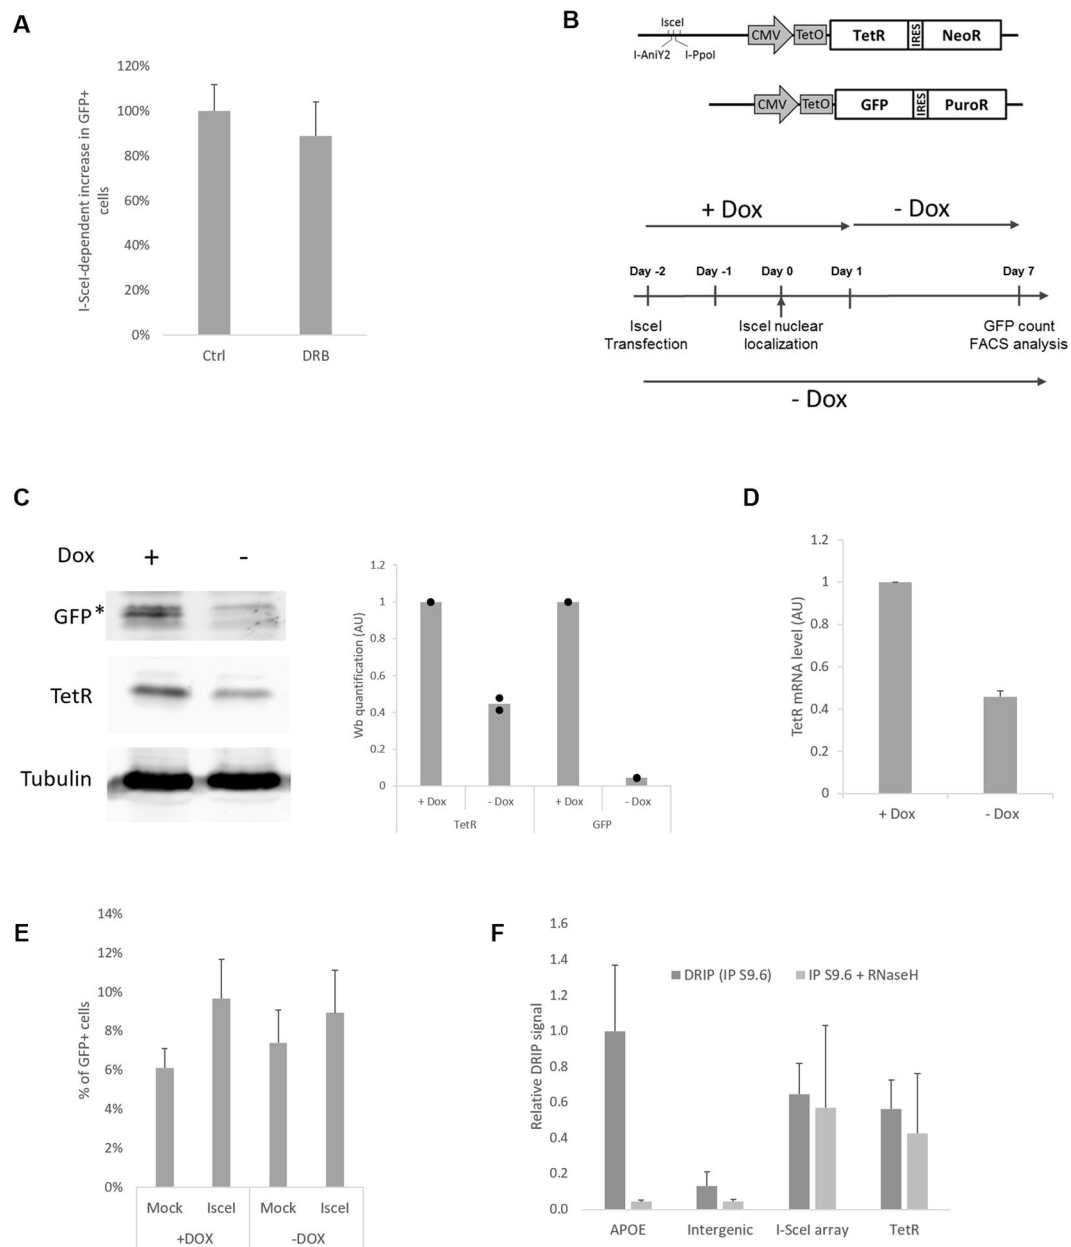 A
I-SceI-dependent increase in GFP+
cells
120%
100%
80%
60%
40%
20%
0%
Ctrl
DRB
B
IsceI
I-AniY2
I-PpoI
CMV
TetO
TetR
IRES
NeoR
CMV
TetO
GFP
IRES
PuroR
+ Dox
- Dox
Day -2
Day -1
Day 0
Day 1
Day 7
IsceI
Transfection
IsceI nuclear
localization
GFP count
FACS analysis
- Dox
C
Dox + -
GFP*
TetR
Tubulin
Wb quantification (AU)
1.2
1
0.8
0.6
0.4
0.2
0
+ Dox
- Dox
+ Dox
- Dox
TetR
GFP
D
TetR mRNA level (AU)
1.2
1
0.8
0.6
0.4
0.2
0
+ Dox
- Dox
E
% of GFP+ cells
14%
12%
10%
8%
6%
4%
2%
0%
Mock
IsceI
Mock
IsceI
+DOX
-DOX
F
Relative DRIP signal
1.6
1.4
1.2
1.0
0.8
0.6
0.4
0.2
0.0
DRIP (IP S9.6)
IP S9.6 + RNaseH
APOE
Intergenic
I-SceI array
TetR